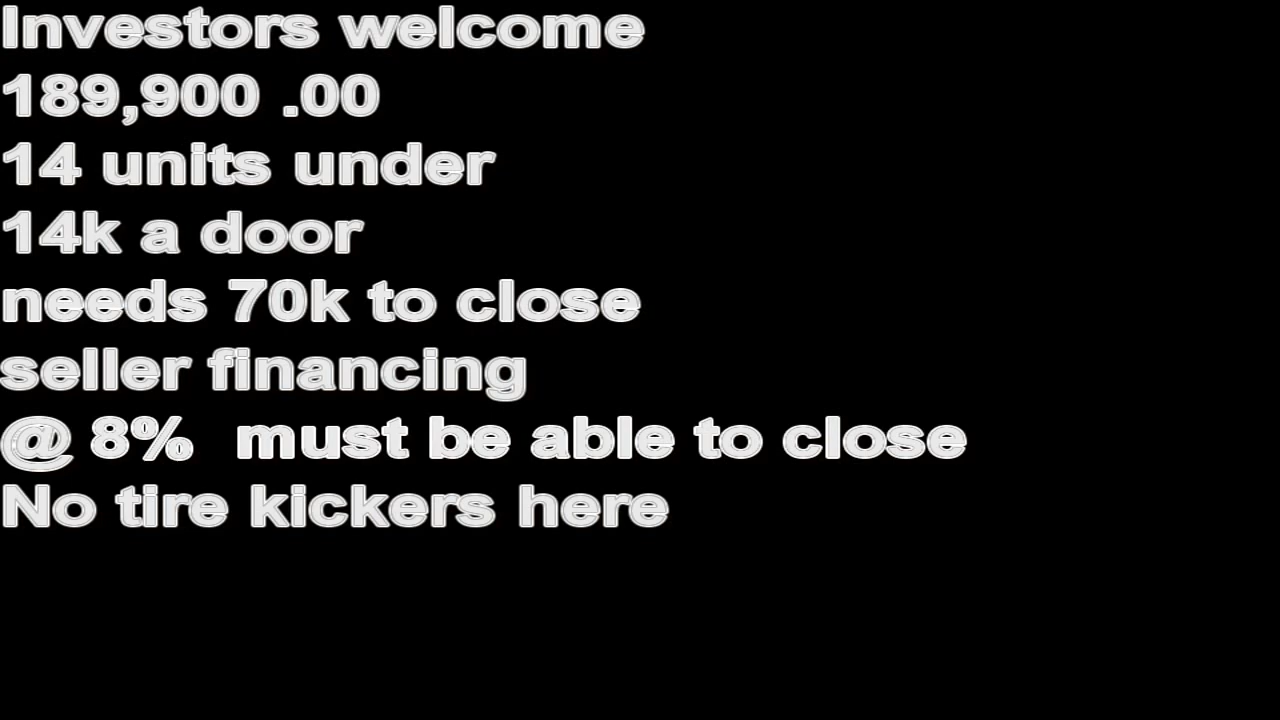 Investors welcome
189,900 .00
14 units under
14k a door
needs 70k to close
seller financing
@ 8%  must be able to close
No tire kickers here